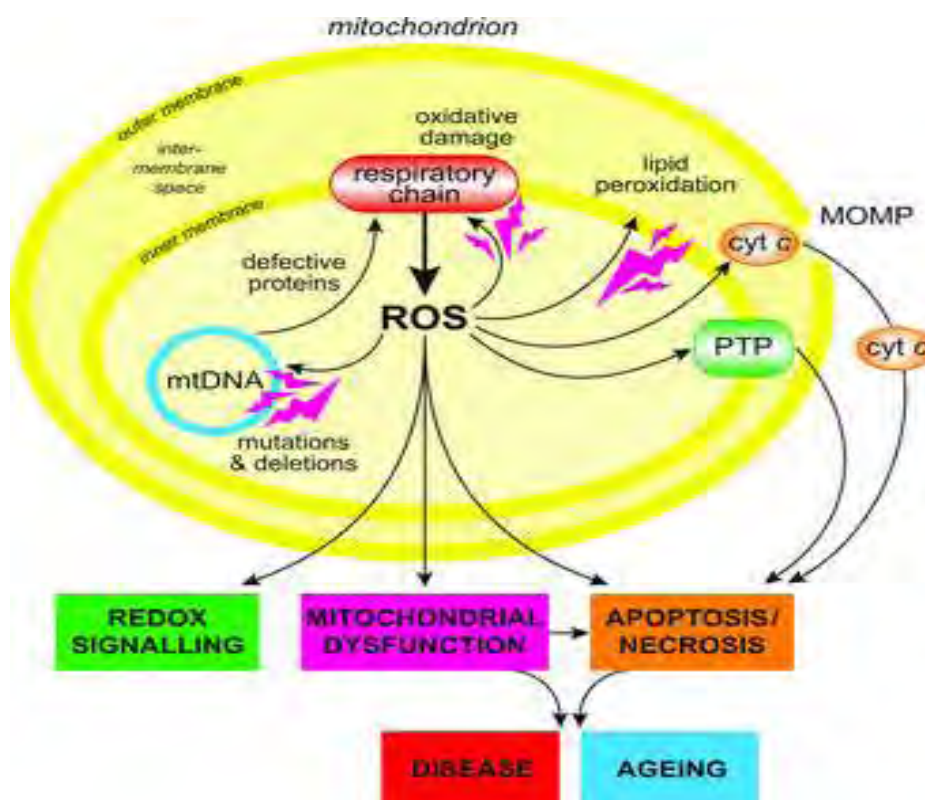 mitochondrion
outer membrane
inter-
membrane
space
inner membrane
oxidative
damage
respiratory
chain
lipid
peroxidation
MOMP
cyt c
defective
proteins
ROS
PTP
cyt c
mtDNA
mutations
& deletions
REDOX
SIGNALLING
MITOCHONDRIAL
DYSFUNCTION
APOPTOSIS/
NECROSIS
DISEASE
AGEING